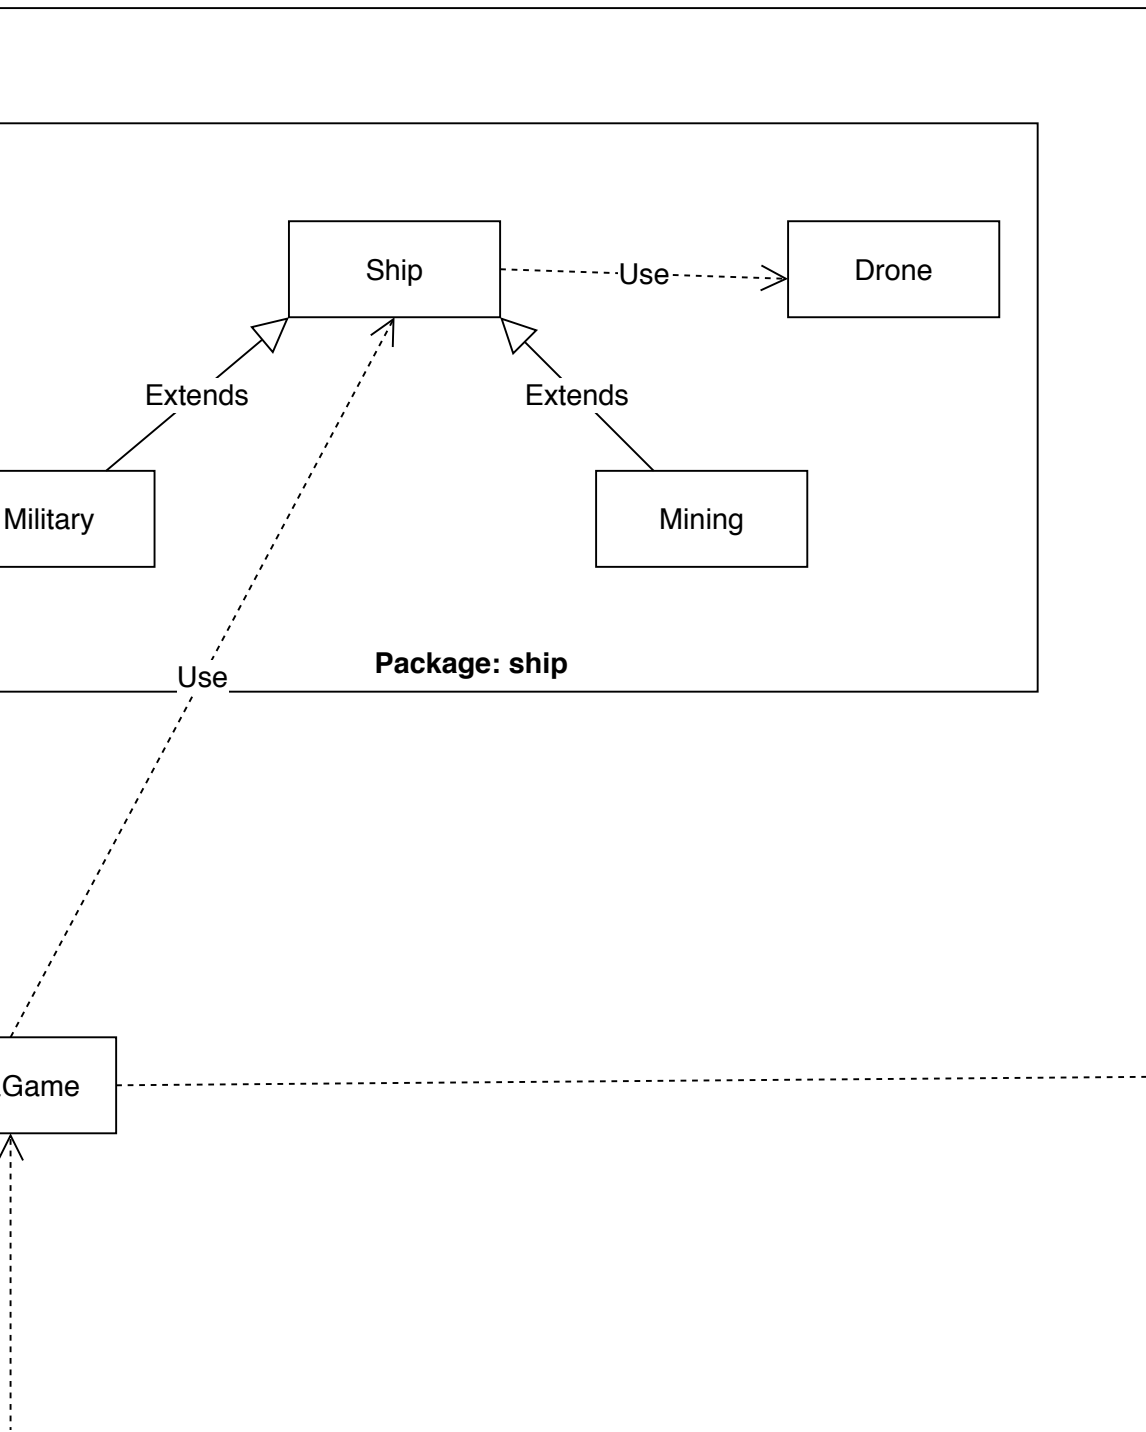 Ship
Use
Drone
Extends
Extends
Military
Mining
Package: ship
Use
Game